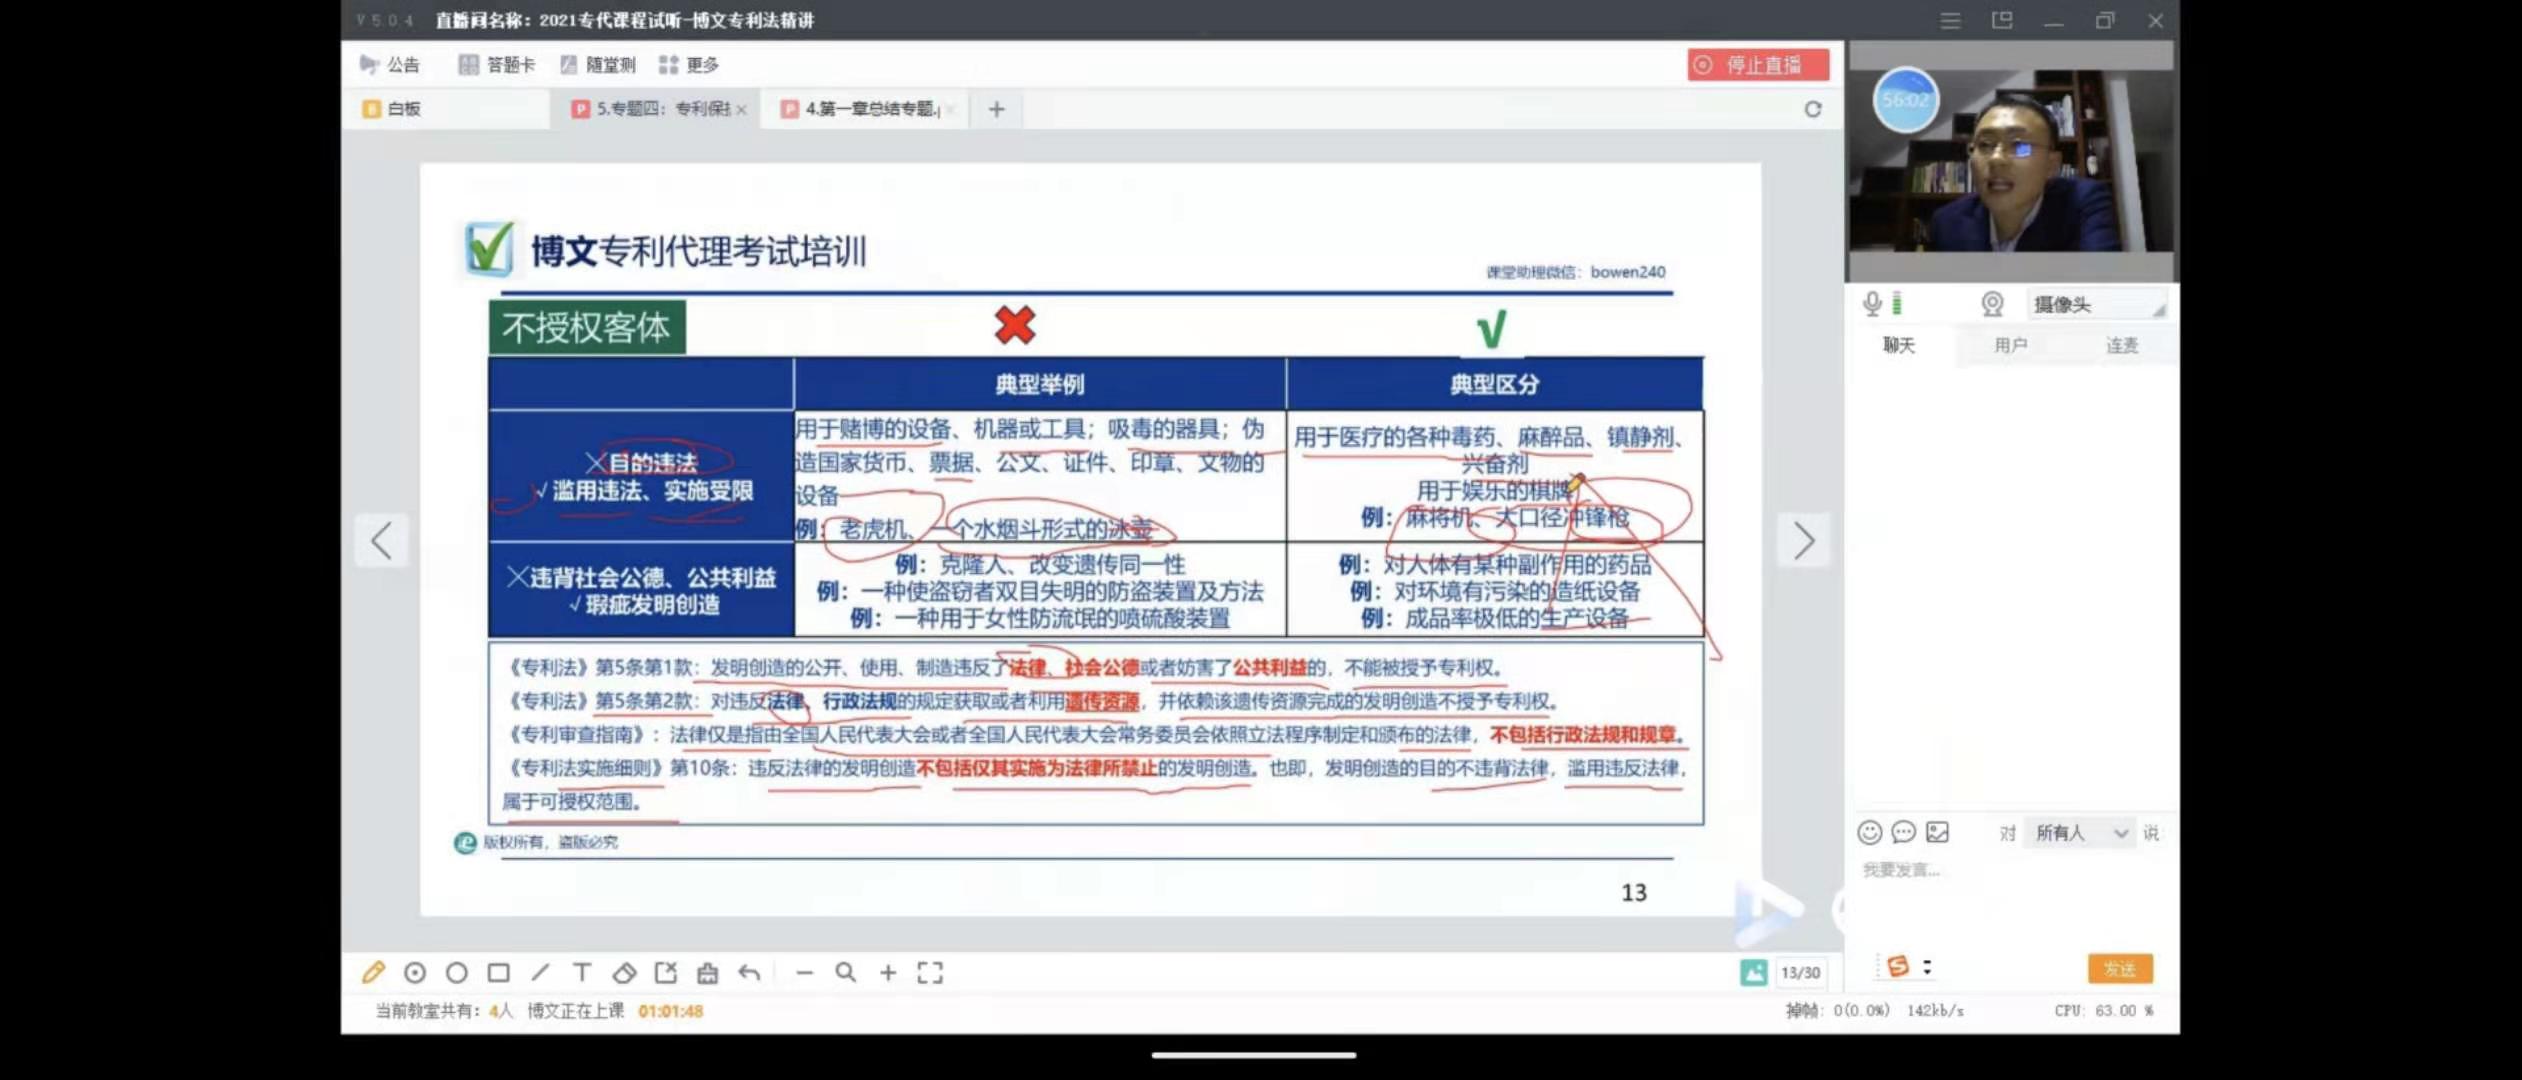 V 5.0.4 直播间名称：2021专代课程试听-博文专利法精讲
公告 答题卡 随堂测 更多
停止直播
白板
5.专题四：专利保
4.第一章总结专题.
56:02
博文专利代理考试培训
课堂助理微信：bowen240
不授权客体
典型举例
典型区分
╳目的违法
√滥用违法、实施受限
用于赌博的设备、机器或工具；吸毒的器具；伪
造国家货币、票据、公文、证件、印章、文物的
设备
例：老虎机、一个水烟斗形式的冰壶
用于医疗的各种毒药、麻醉品、镇静剂、
兴奋剂
用于娱乐的棋牌
例：麻将机、大口径冲锋枪
╳违背社会公德、公共利益
√瑕疵发明创造
例：克隆人、改变遗传同一性
例：一种使盗窃者双目失明的防盗装置及方法
例：一种用于女性防流氓的喷硫酸装置
例：对人体有某种副作用的药品
例：对环境有污染的造纸设备
例：成品率极低的生产设备
《专利法》第5条第1款：发明创造的公开、使用、制造违反了法律、社会公德或者妨害了公共利益的，不能被授予专利权。
《专利法》第5条第2款：对违反法律、行政法规的规定获取或者利用遗传资源，并依赖该遗传资源完成的发明创造不授予专利权。
《专利审查指南》：法律仅是指由全国人民代表大会或者全国人民代表大会常务委员会依照立法程序制定和颁布的法律，不包括行政法规和规章。
《专利法实施细则》第10条：违反法律的发明创造不包括仅其实施为法律所禁止的发明创造。也即，发明创造的目的不违背法律，滥用违反法律，
属于可授权范围。
版权所有，盗版必究
13
摄像头
聊天 用户 连麦
对 所有人 说:
我要发言...
发送
13/30
当前教室共有：4人 博文正在上课 01:01:48
掉帧：0(0.0%) 142kb/s CPU：63.00 %